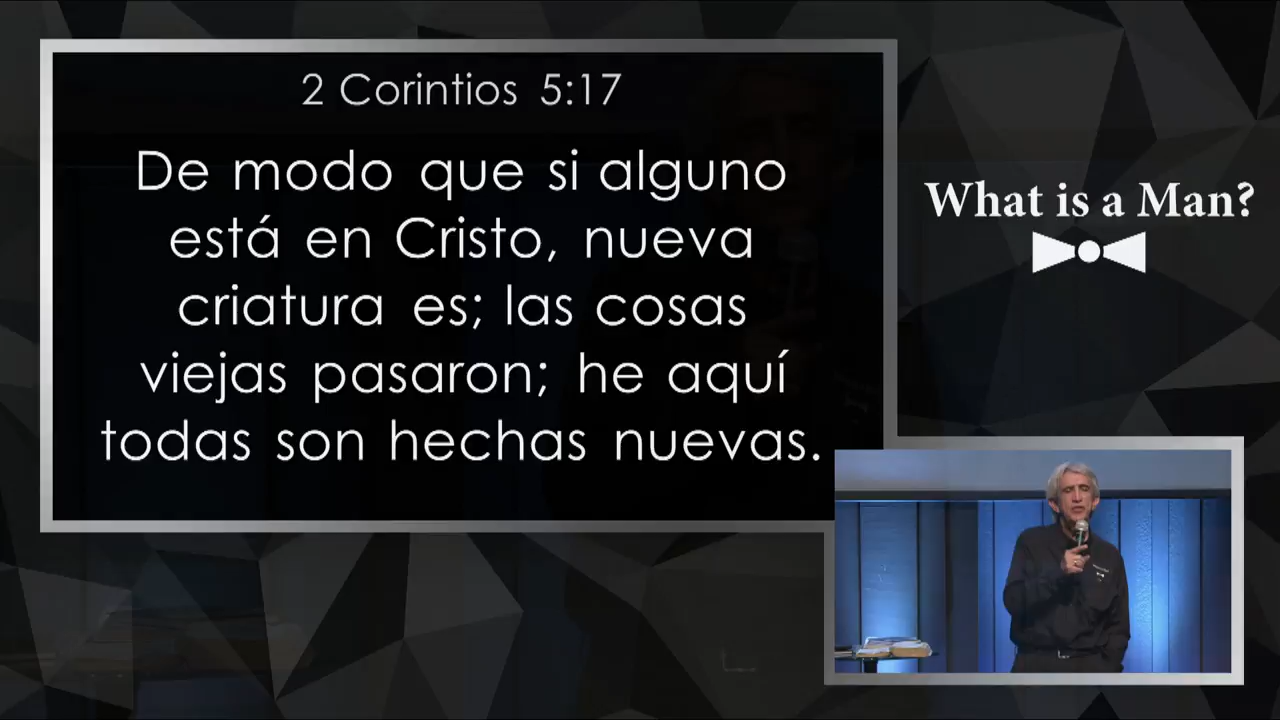 2 Corintios 5:17
De modo que si alguno
está en Cristo, nueva
criatura es; las cosas
viejas pasaron; he aquí
todas son hechas nuevas.
What is a Man?